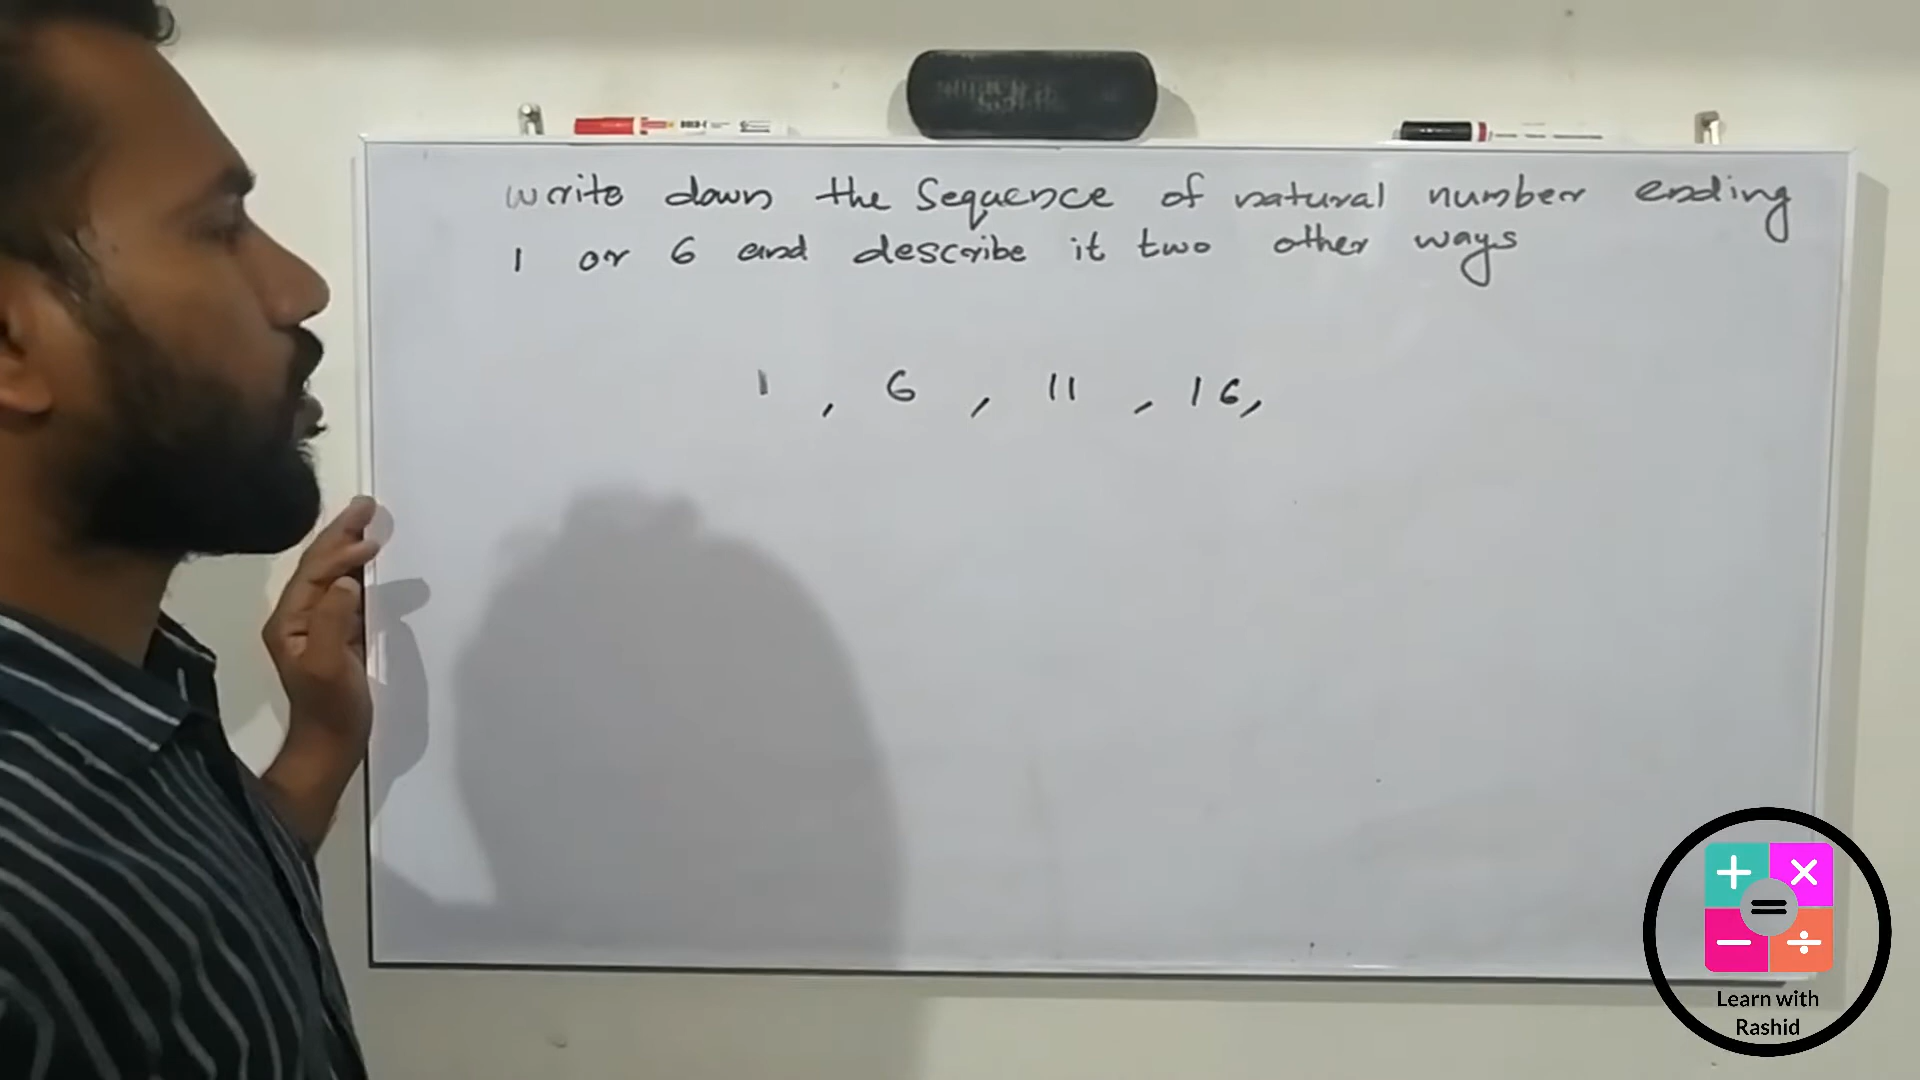 Write down the Sequence of natural number ending
1 or 6 and describe it two other ways
1 , 6 , 11 , 16,
+ ×
=
− ÷
Learn with
Rashid